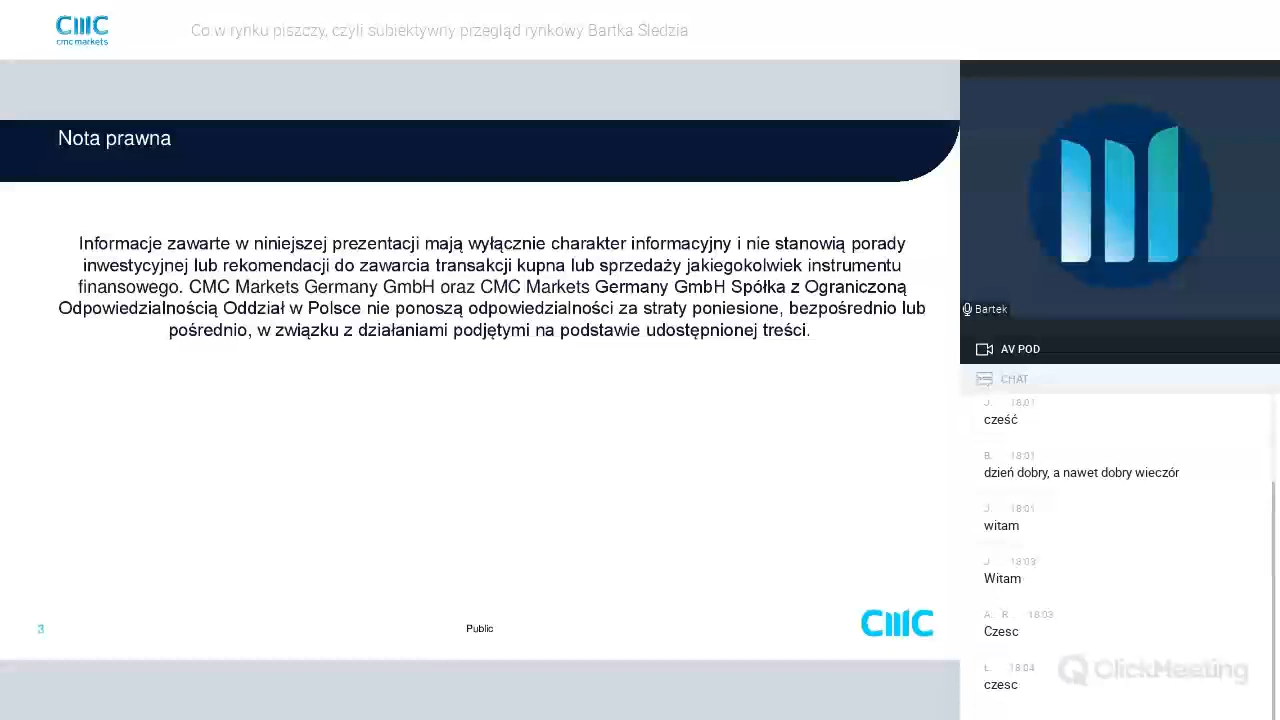 CMC
cmc markets
Co w rynku piszczy, czyli subiektywny przegląd rynkowy Bartka Śledzia
Nota prawna
Informacje zawarte w niniejszej prezentacji mają wyłącznie charakter informacyjny i nie stanowią porady
inwestycyjnej lub rekomendacji do zawarcia transakcji kupna lub sprzedaży jakiegokolwiek instrumentu
finansowego. CMC Markets Germany GmbH oraz CMC Markets Germany GmbH Spółka z Ograniczoną
Odpowiedzialnością Oddział w Polsce nie ponoszą odpowiedzialności za straty poniesione, bezpośrednio lub
pośrednio, w związku z działaniami podjętymi na podstawie udostępnionej treści.
3
Public
CMC
Bartek
AV POD
CHAT
J. 18:01
cześć
B. 18:01
dzień dobry, a nawet dobry wieczór
J. 18:01
witam
J. 18:03
Witam
A. R. 18:03
Czesc
Ł. 18:04
czesc
ClickMeeting